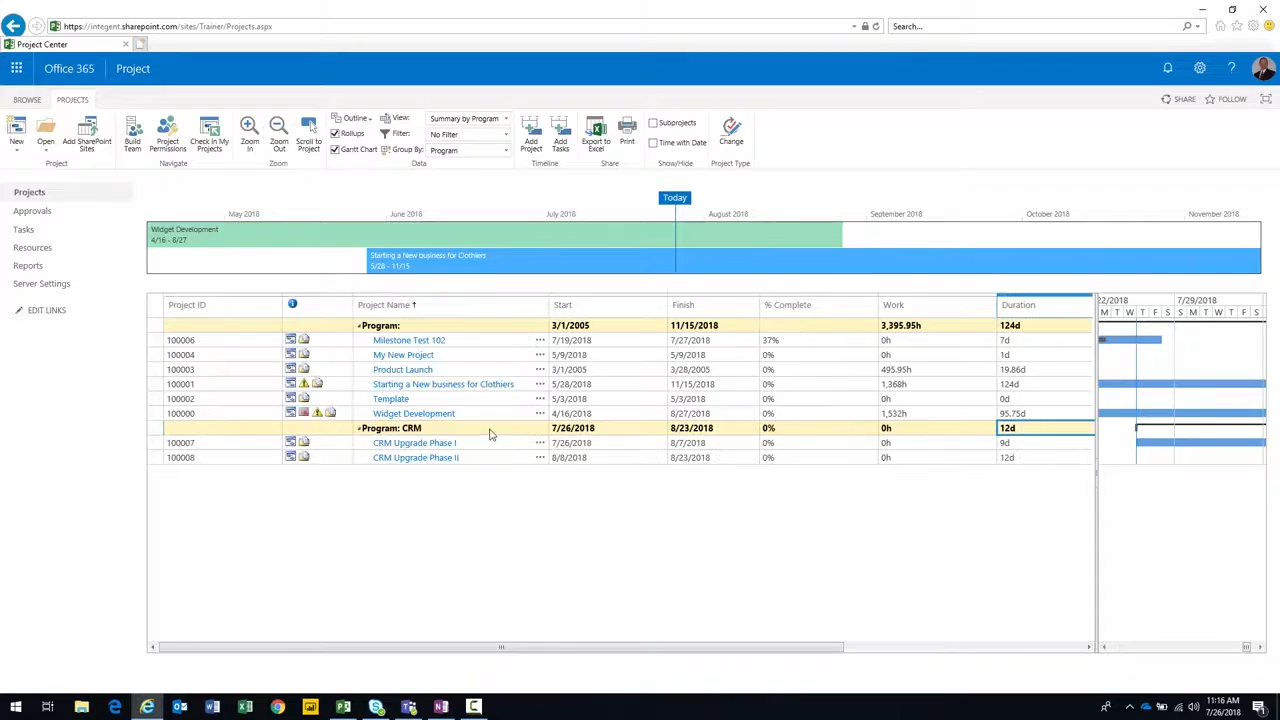 https://integent.sharepoint.com/sites/Trainer/Projects.aspx
Search...
Project Center
Office 365 Project
BROWSE PROJECTS
SHARE FOLLOW
New
Open
Add SharePoint Sites
Project
Build Team
Project Permissions
Check in My Projects
Navigate
Zoom In
Zoom Out
Scroll to Project
Zoom
Outline
Rollups
Gantt Chart
View: Summary by Program
Filter: No Filter
Group By: Program
Data
Add Project
Add Tasks
Timeline
Export to Excel
Print
Share
Subprojects
Time with Date
Show/Hide
Change
Project Type
Projects
Approvals
Tasks
Resources
Reports
Server Settings
EDIT LINKS
Today
May 2018 June 2018 July 2018 August 2018 September 2018 October 2018 November 2018
Widget Development
4/16 - 8/27
Starting a New business for Clothiers
5/28 - 11/15
Project ID Project Name Start Finish % Complete Work Duration
Program: 3/1/2005 11/15/2018 3,395.95h 124d
100006 Milestone Test 102 7/19/2018 7/27/2018 37% 0h 7d
100004 My New Project 5/9/2018 5/9/2018 0% 0h 1d
100003 Product Launch 3/1/2005 3/28/2005 0% 495.95h 19.86d
100001 Starting a New business for Clothiers 5/28/2018 11/15/2018 0% 1,368h 124d
100002 Template 5/3/2018 5/3/2018 0% 0h 0d
100000 Widget Development 4/16/2018 8/27/2018 0% 1,532h 95.75d
Program: CRM 7/26/2018 8/23/2018 0% 0h 12d
100007 CRM Upgrade Phase I 7/26/2018 8/7/2018 0% 0h 9d
100008 CRM Upgrade Phase II 8/8/2018 8/23/2018 0% 0h 12d
22/2018 7/29/2018
M T W T F S S M T W T F S
11:16 AM
7/26/2018